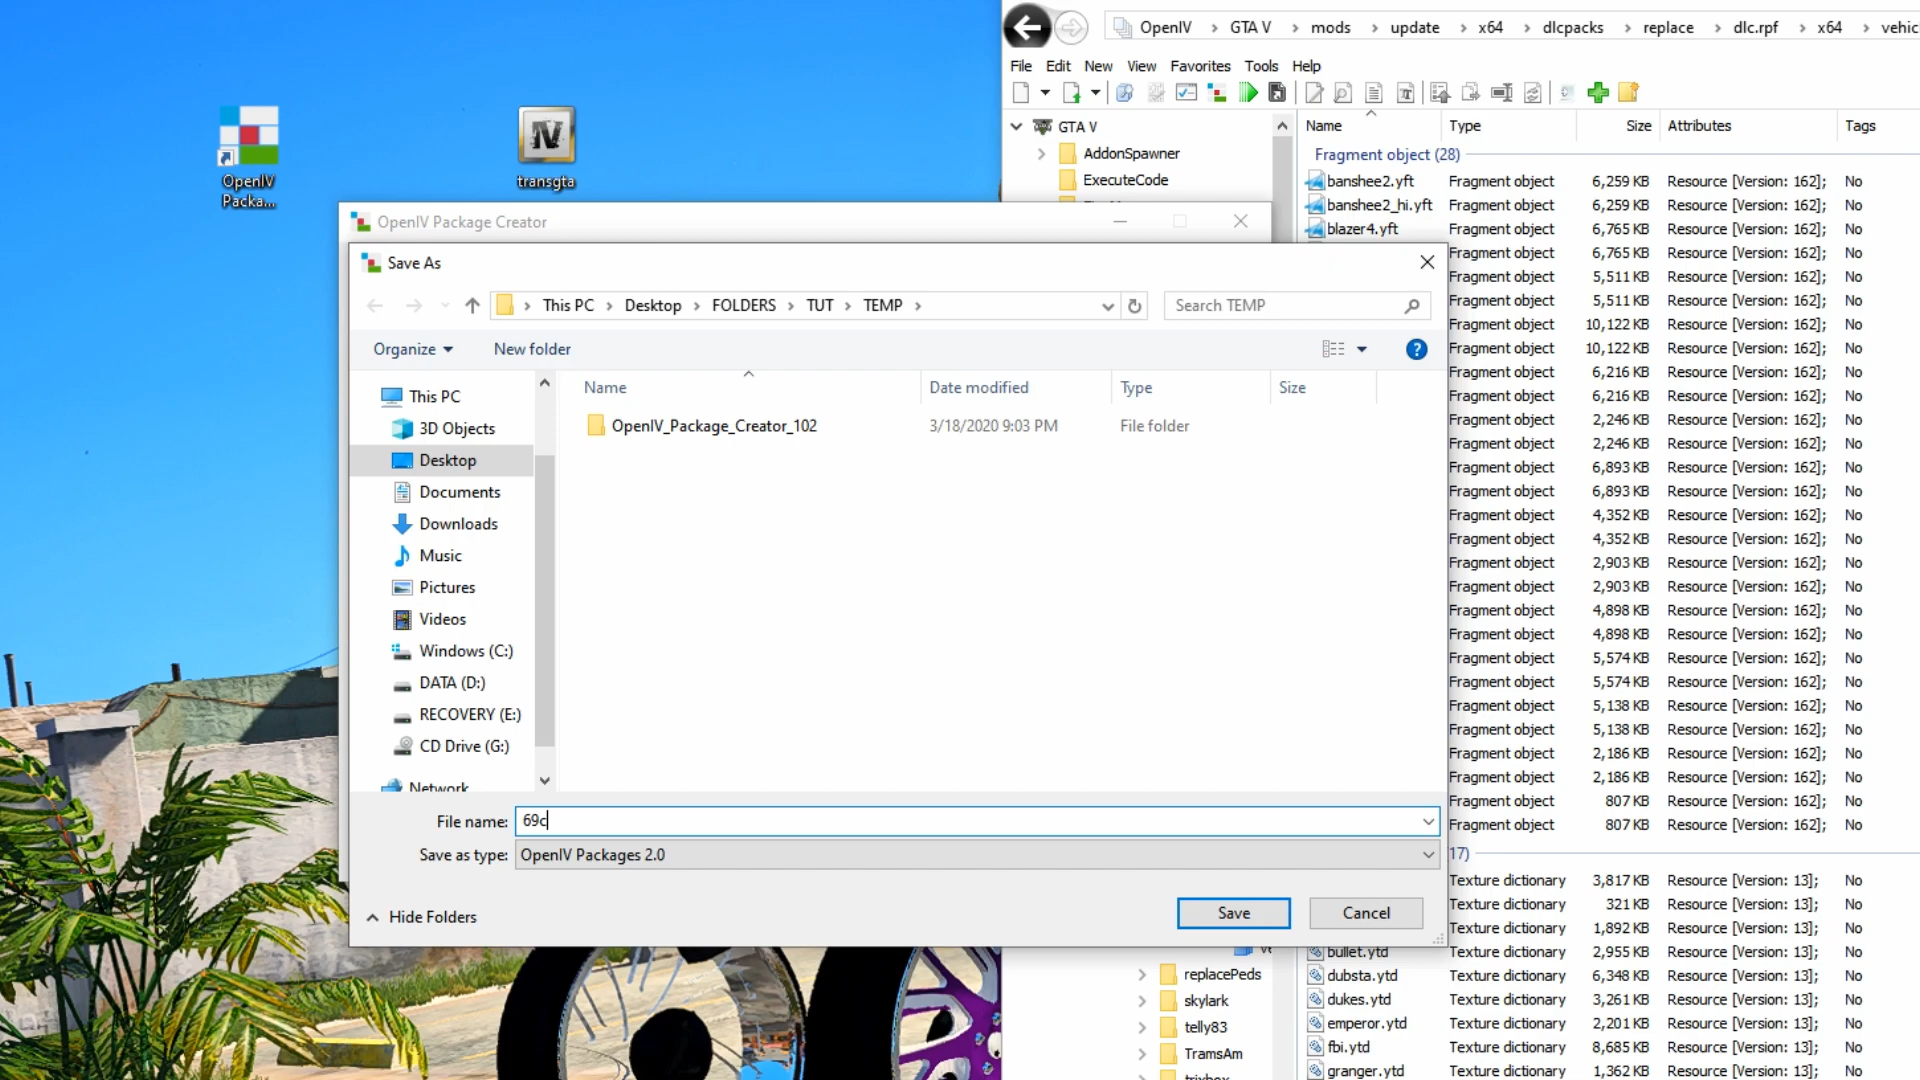 OpenIV
Packa...
transgta
OpenIV Package Creator
Save As
This PC
Desktop
FOLDERS
TUT
TEMP
Search TEMP
Organize
New folder
Name
Date modified
Type
Size
This PC
3D Objects
Desktop
Documents
Downloads
Music
Pictures
Videos
Windows (C:)
DATA (D:)
RECOVERY (E:)
CD Drive (G:)
Network
OpenIV_Package_Creator_102
3/18/2020 9:03 PM
File folder
File name:
69c
Save as type:
OpenIV Packages 2.0
Hide Folders
Save
Cancel
OpenIV
GTA V
mods
update
x64
dlcpacks
replace
dlc.rpf
x64
vehic
File
Edit
New
View
Favorites
Tools
Help
GTA V
AddonSpawner
ExecuteCode
replacePeds
skylark
telly83
TramsAm
Name
Type
Size
Attributes
Tags
Fragment object (28)
banshee2.yft Fragment object 6,259 KB Resource [Version: 162]; No
banshee2_hi.yft Fragment object 6,259 KB Resource [Version: 162]; No
blazer4.yft Fragment object 6,765 KB Resource [Version: 162]; No
Fragment object 6,765 KB Resource [Version: 162]; No
Fragment object 5,511 KB Resource [Version: 162]; No
Fragment object 5,511 KB Resource [Version: 162]; No
Fragment object 10,122 KB Resource [Version: 162]; No
Fragment object 10,122 KB Resource [Version: 162]; No
Fragment object 6,216 KB Resource [Version: 162]; No
Fragment object 6,216 KB Resource [Version: 162]; No
Fragment object 2,246 KB Resource [Version: 162]; No
Fragment object 2,246 KB Resource [Version: 162]; No
Fragment object 6,893 KB Resource [Version: 162]; No
Fragment object 6,893 KB Resource [Version: 162]; No
Fragment object 4,352 KB Resource [Version: 162]; No
Fragment object 4,352 KB Resource [Version: 162]; No
Fragment object 2,903 KB Resource [Version: 162]; No
Fragment object 2,903 KB Resource [Version: 162]; No
Fragment object 4,898 KB Resource [Version: 162]; No
Fragment object 4,898 KB Resource [Version: 162]; No
Fragment object 5,574 KB Resource [Version: 162]; No
Fragment object 5,574 KB Resource [Version: 162]; No
Fragment object 5,138 KB Resource [Version: 162]; No
Fragment object 5,138 KB Resource [Version: 162]; No
Fragment object 2,186 KB Resource [Version: 162]; No
Fragment object 2,186 KB Resource [Version: 162]; No
Fragment object 807 KB Resource [Version: 162]; No
Fragment object 807 KB Resource [Version: 162]; No
17)
Texture dictionary 3,817 KB Resource [Version: 13]; No
Texture dictionary 321 KB Resource [Version: 13]; No
Texture dictionary 1,892 KB Resource [Version: 13]; No
bullet.ytd Texture dictionary 2,955 KB Resource [Version: 13]; No
dubsta.ytd Texture dictionary 6,348 KB Resource [Version: 13]; No
dukes.ytd Texture dictionary 3,261 KB Resource [Version: 13]; No
emperor.ytd Texture dictionary 2,201 KB Resource [Version: 13]; No
fbi.ytd Texture dictionary 8,685 KB Resource [Version: 13]; No
granger.ytd Texture dictionary 1,362 KB Resource [Version: 13]; No